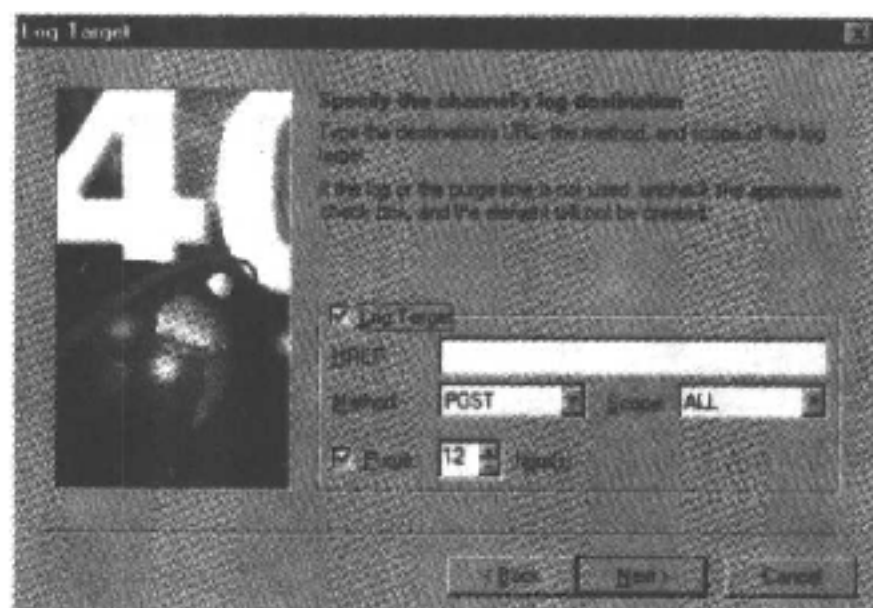 Log Target
40
Specify the channel's log destination
Type the destination's URL, the method, and scope of the log
target.
If the log or the purge time is not used, uncheck the appropriate
check box, and the element will not be created.
Log Target
HREF:
Method: POST Scope: ALL
Purge: 12 hour(s)
< Back Next > Cancel